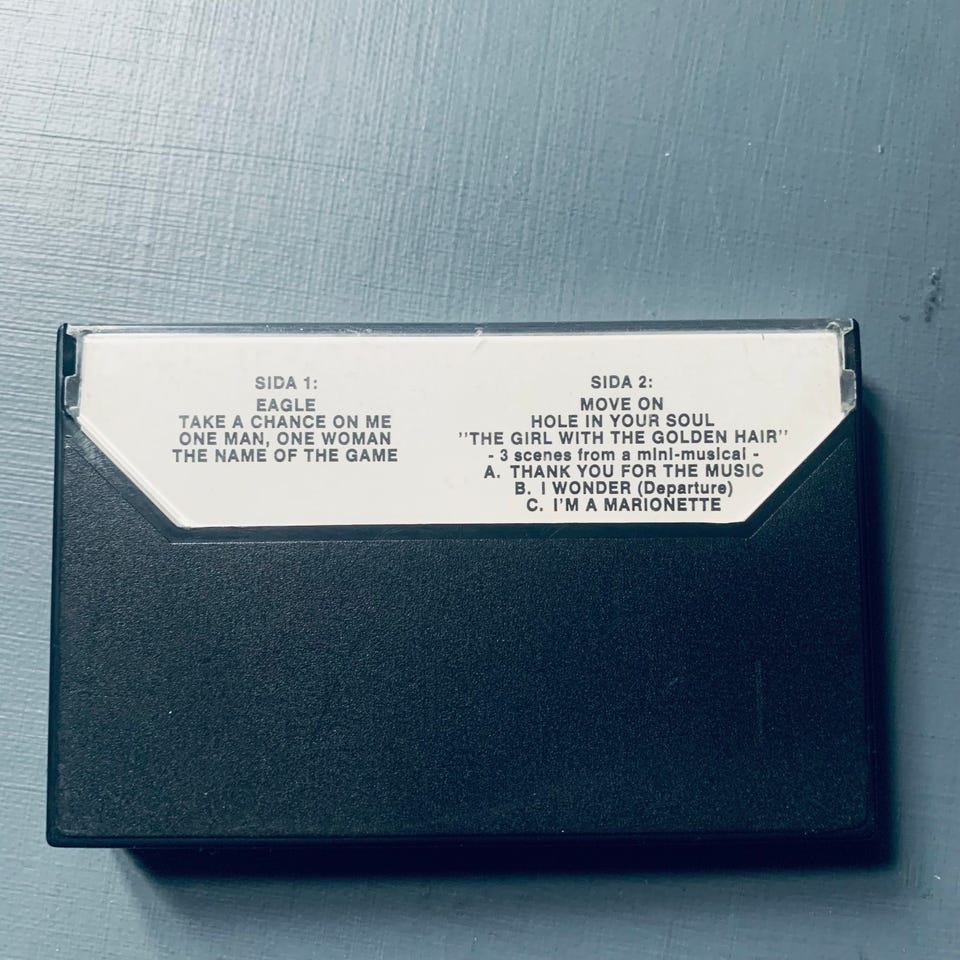 SIDA 1:
EAGLE
TAKE A CHANCE ON ME
ONE MAN, ONE WOMAN
THE NAME OF THE GAME
SIDA 2:
MOVE ON
HOLE IN YOUR SOUL
"THE GIRL WITH THE GOLDEN HAIR"
- 3 scenes from a mini-musical -
A. THANK YOU FOR THE MUSIC
B. I WONDER (Departure)
C. I'M A MARIONETTE